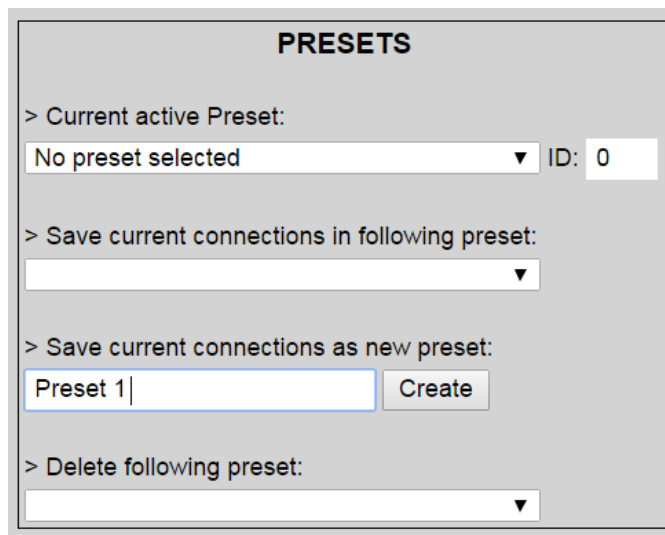 PRESETS
> Current active Preset:
No preset selected ▼ ID: 0
> Save current connections in following preset:
▼
> Save current connections as new preset:
Preset 1 Create
> Delete following preset:
▼